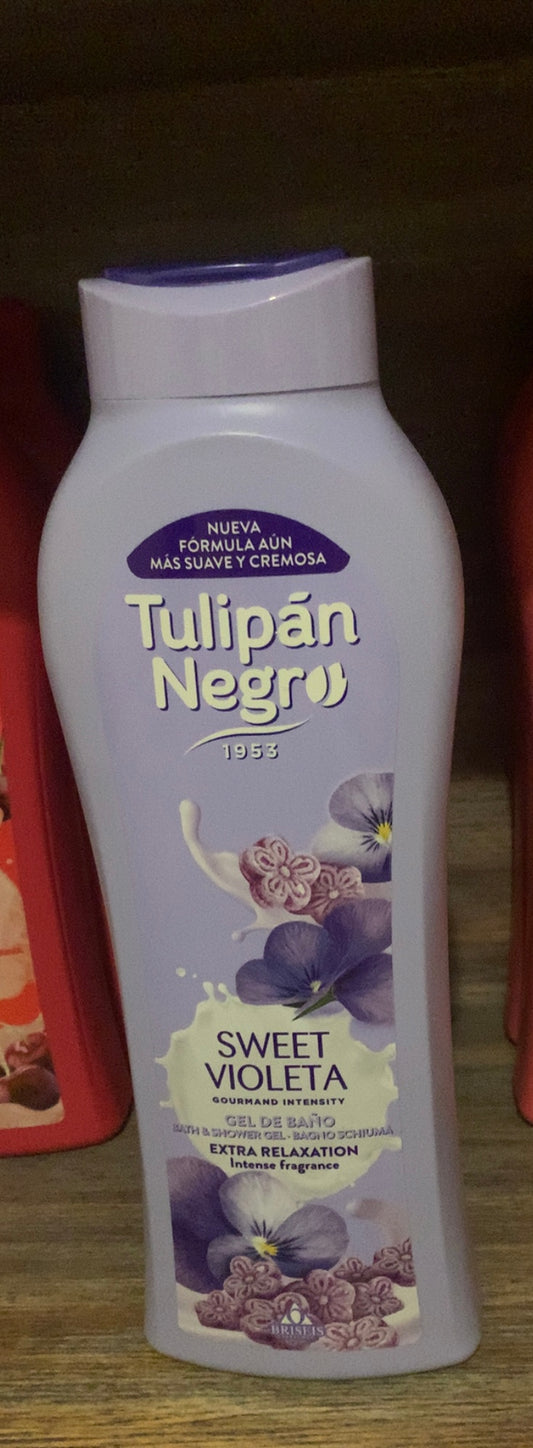 NUEVA
FÓRMULA AÚN
MÁS SUAVE Y CREMOSA
Tulipán
Negro
1953
SWEET
VIOLETA
GOURMAND INTENSITY
GEL DE BAÑO
BATH & SHOWER GEL · BAGNO SCHIUMA
EXTRA RELAXATION
Intense fragrance
BRISEIS